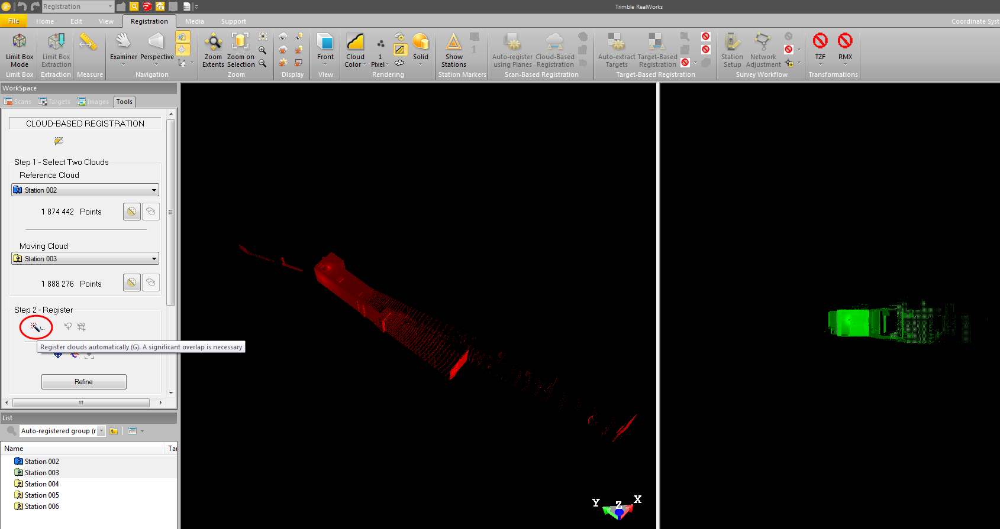 Registration
Trimble RealWorks
File Home Edit View Registration Media Support Coordinate Syst
Limit Box Mode
Limit Box Extraction
Examiner Perspective
Zoom Extents
Zoom on Selection
Front
Cloud Color
1 Pixel
Solid
Show Stations
1
Auto-register using Planes
Cloud-Based Registration
Auto-extract Targets
Target-Based Registration
Station Setup
Network Adjustment
TZF
RMX
Limit Box Extraction Measure Navigation Zoom Display View Rendering Station Markers Scan-Based Registration Target-Based Registration Survey Workflow Transformations
WorkSpace
Scans Targets Images Tools
CLOUD-BASED REGISTRATION
Step 1 - Select Two Clouds
Reference Cloud
Station 002
1 874 442 Points
Moving Cloud
Station 003
1 888 276 Points
Step 2 - Register
Register clouds automatically (G). A significant overlap is necessary
Refine
List
Auto-registered group (r
Name Tar
Station 002
Station 003
Station 004
Station 005
Station 006
Y Z X